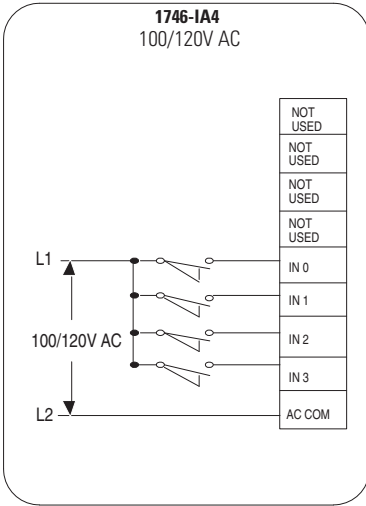 1746-IA4
100/120V AC
NOT
USED
NOT
USED
NOT
USED
NOT
USED
L1
IN 0
IN 1
100/120V AC
IN 2
IN 3
L2
AC COM